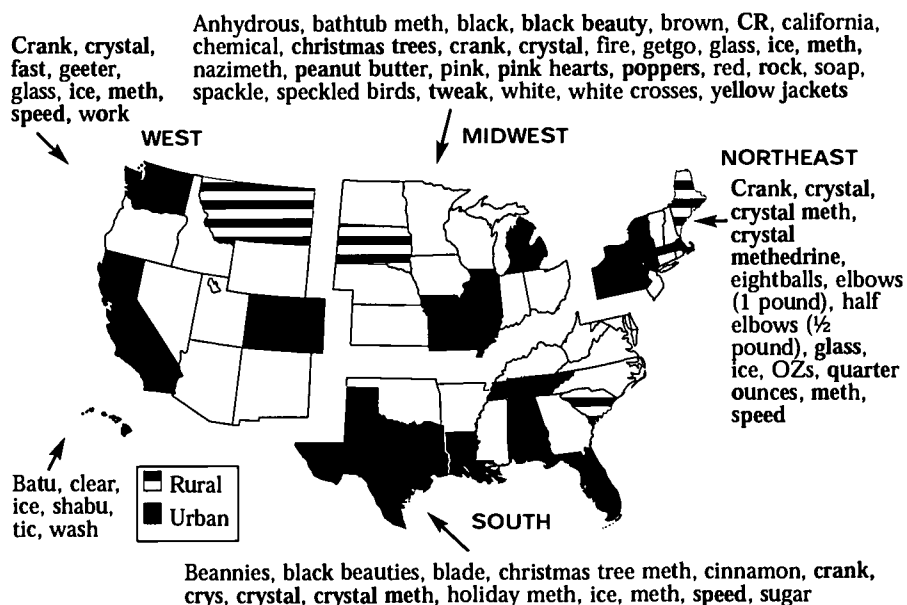 Anhydrous, bathtub meth, black, black beauty, brown, CR, california,
chemical, christmas trees, crank, crystal, fire, getgo, glass, ice, meth,
nazimeth, peanut butter, pink, pink hearts, poppers, red, rock, soap,
spackle, speckled birds, tweak, white, white crosses, yellow jackets
Crank, crystal,
fast, geeter,
glass, ice, meth,
speed, work
WEST
MIDWEST
NORTHEAST
Crank, crystal,
crystal meth,
crystal
methedrine,
eightballs, elbows
(1 pound), half
elbows (½
pound), glass,
ice, OZs, quarter
ounces, meth,
speed
Batu, clear,
ice, shabu,
tic, wash
Rural
Urban
SOUTH
Beannies, black beauties, blade, christmas tree meth, cinnamon, crank,
crys, crystal, crystal meth, holiday meth, ice, meth, speed, sugar